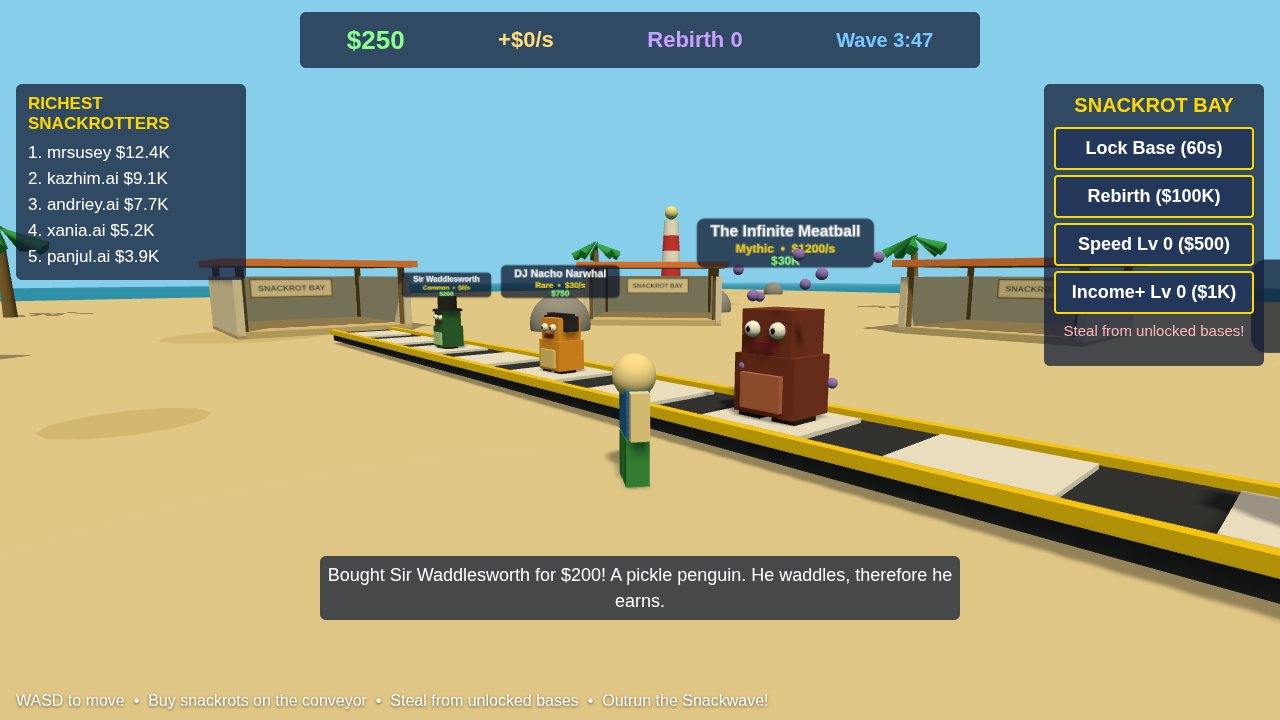 $250
+$0/s
Rebirth 0
Wave 3:47
RICHEST
SNACKROTTERS
1. mrsusey $12.4K
2. kazhim.ai $9.1K
3. andriey.ai $7.7K
4. xania.ai $5.2K
5. panjul.ai $3.9K
SNACKROT BAY
Lock Base (60s)
Rebirth ($100K)
Speed Lv 0 ($500)
Income+ Lv 0 ($1K)
Steal from unlocked bases!
The Infinite Meatball
Mythic • $1200/s
$30K
DJ Nacho Narwhal
Rare • $30/s
$750
Sir Waddlesworth
Common • $8/s
$200
SNACKROT BAY
SNACKROT BAY
SNACKRO
Bought Sir Waddlesworth for $200! A pickle penguin. He waddles, therefore he
earns.
WASD to move • Buy snackrots on the conveyor • Steal from unlocked bases • Outrun the Snackwave!